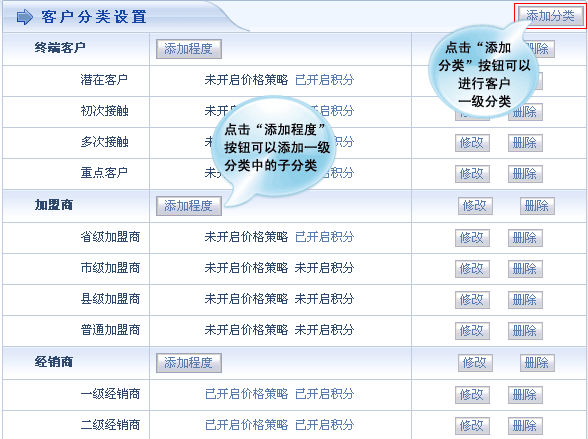 客户分类设置 添加分类
终端客户 添加程度 删除
点击“添加
分类”按钮可以
进行客户
一级分类
潜在客户 未开启价格策略 已开启积分
初次接触 修改 删除
多次接触 修改 删除
点击“添加程度”
按钮可以添加一级
分类中的子分类
重点客户 修改 删除
加盟商 添加程度 修改 删除
省级加盟商 未开启价格策略 已开启积分 修改 删除
市级加盟商 未开启价格策略 未开启积分 修改 删除
县级加盟商 未开启价格策略 未开启积分 修改 删除
普通加盟商 未开启价格策略 未开启积分 修改 删除
经销商 添加程度 修改 删除
一级经销商 已开启价格策略 已开启积分 修改 删除
二级经销商 已开启价格策略 已开启积分 修改 删除